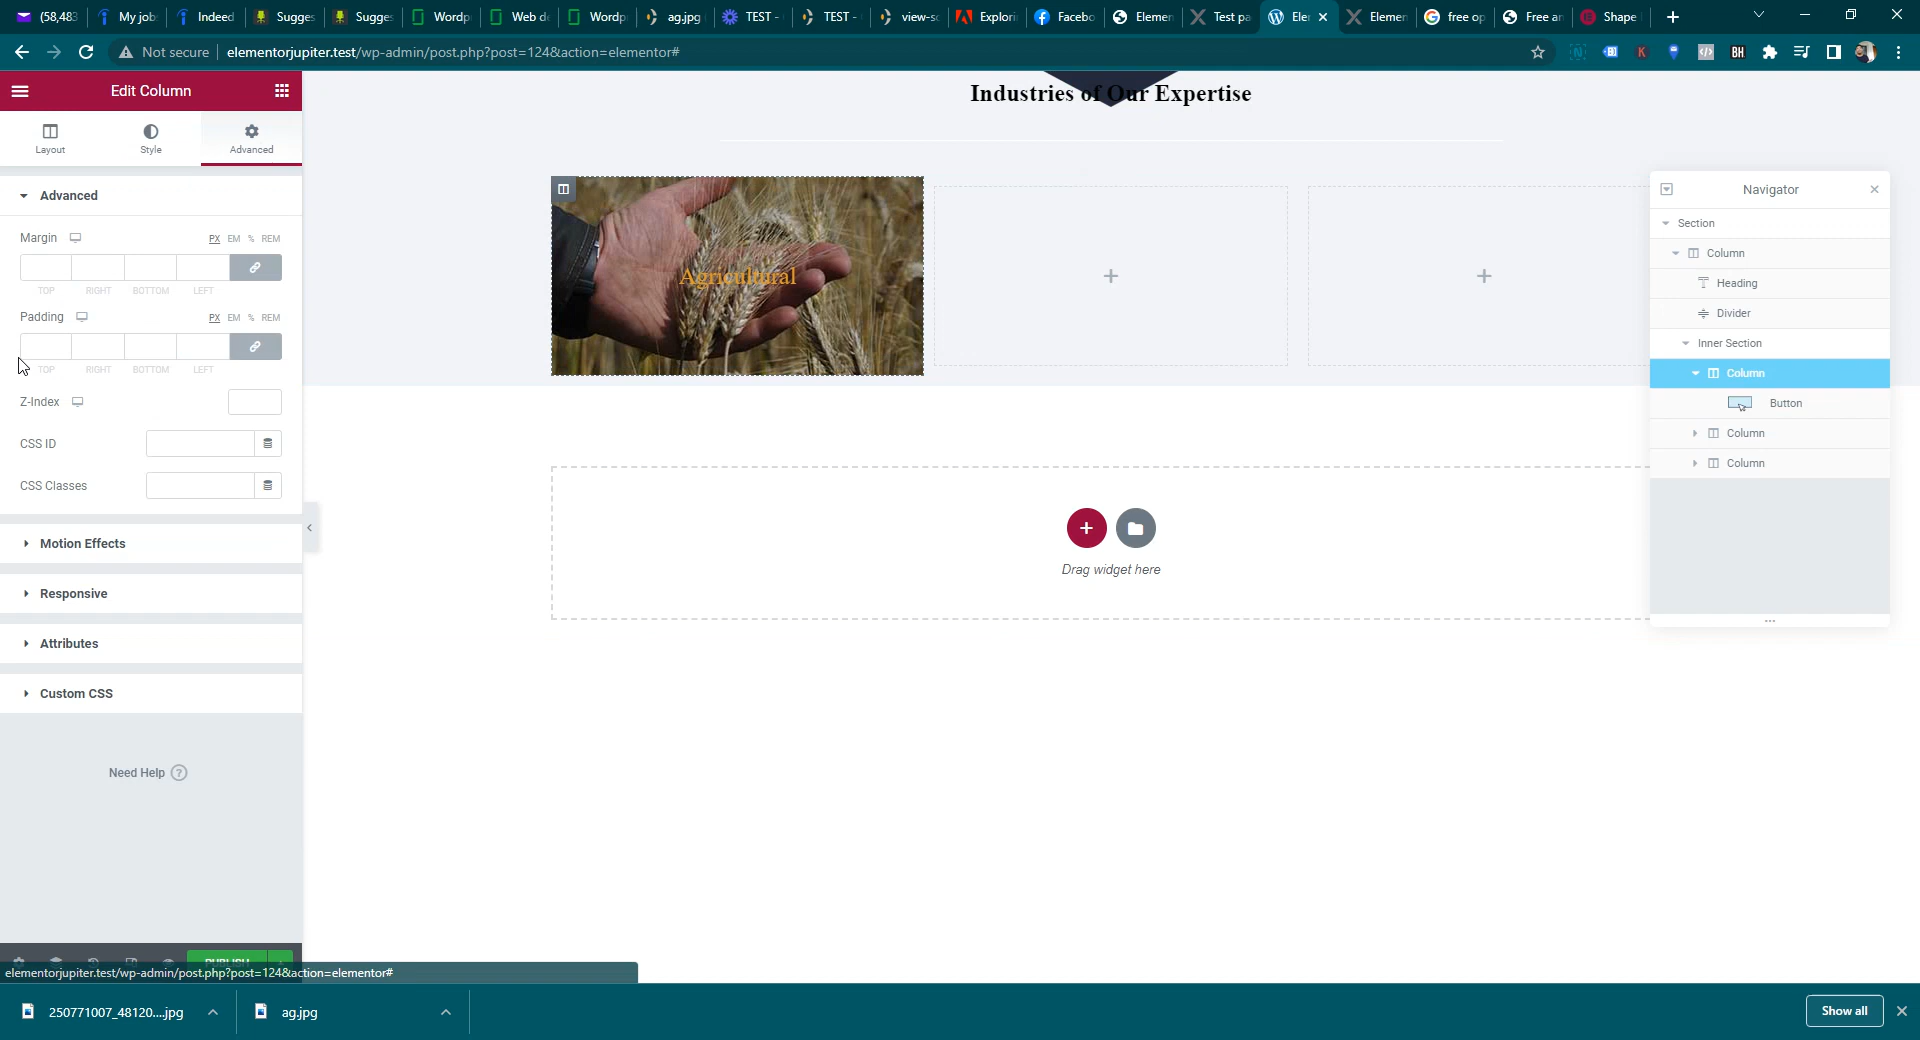 (58,483 My job Indeed Sugges Sugges Wordp Web de Wordp ag.jpg TEST - TEST - view-so Explori Facebo Elemen Test pa Ele Elemen free op Free an Shape
Not secure elementorjupiter.test/wp-admin/post.php?post=124&action=elementor#
Edit Column
Layout Style Advanced
Advanced
Margin PX EM % REM
TOP RIGHT BOTTOM LEFT
Padding PX EM % REM
TOP RIGHT BOTTOM LEFT
Z-Index
CSS ID
CSS Classes
Motion Effects
Responsive
Attributes
Custom CSS
Need Help ?
PUBLISH
elementorjupiter.test/wp-admin/post.php?post=124&action=elementor#
Industries of Our Expertise
Agricultural
Drag widget here
Navigator
Section
Column
Heading
Divider
Inner Section
Column
Button
Column
Column
250771007_48120....jpg ag.jpg Show all